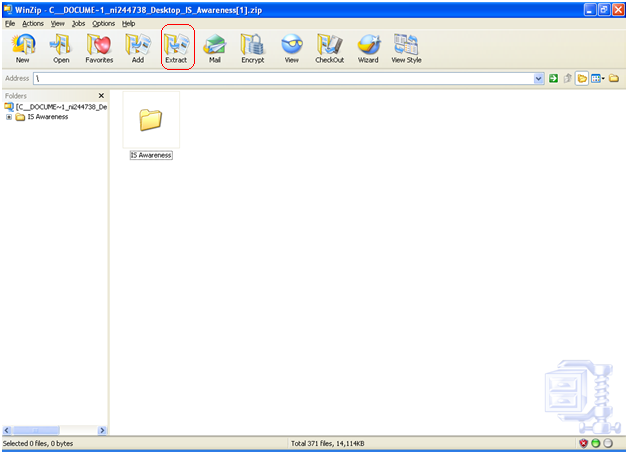 WinZip - C__DOCUME~1_ni244738_Desktop_IS_Awareness[1].zip
File Actions View Jobs Options Help
New Open Favorites Add Extract Mail Encrypt View CheckOut Wizard View Style
Address \
Folders
[C__DOCUME~1_ni244738_De
IS Awareness
IS Awareness
Selected 0 files, 0 bytes
Total 371 files, 14,114KB